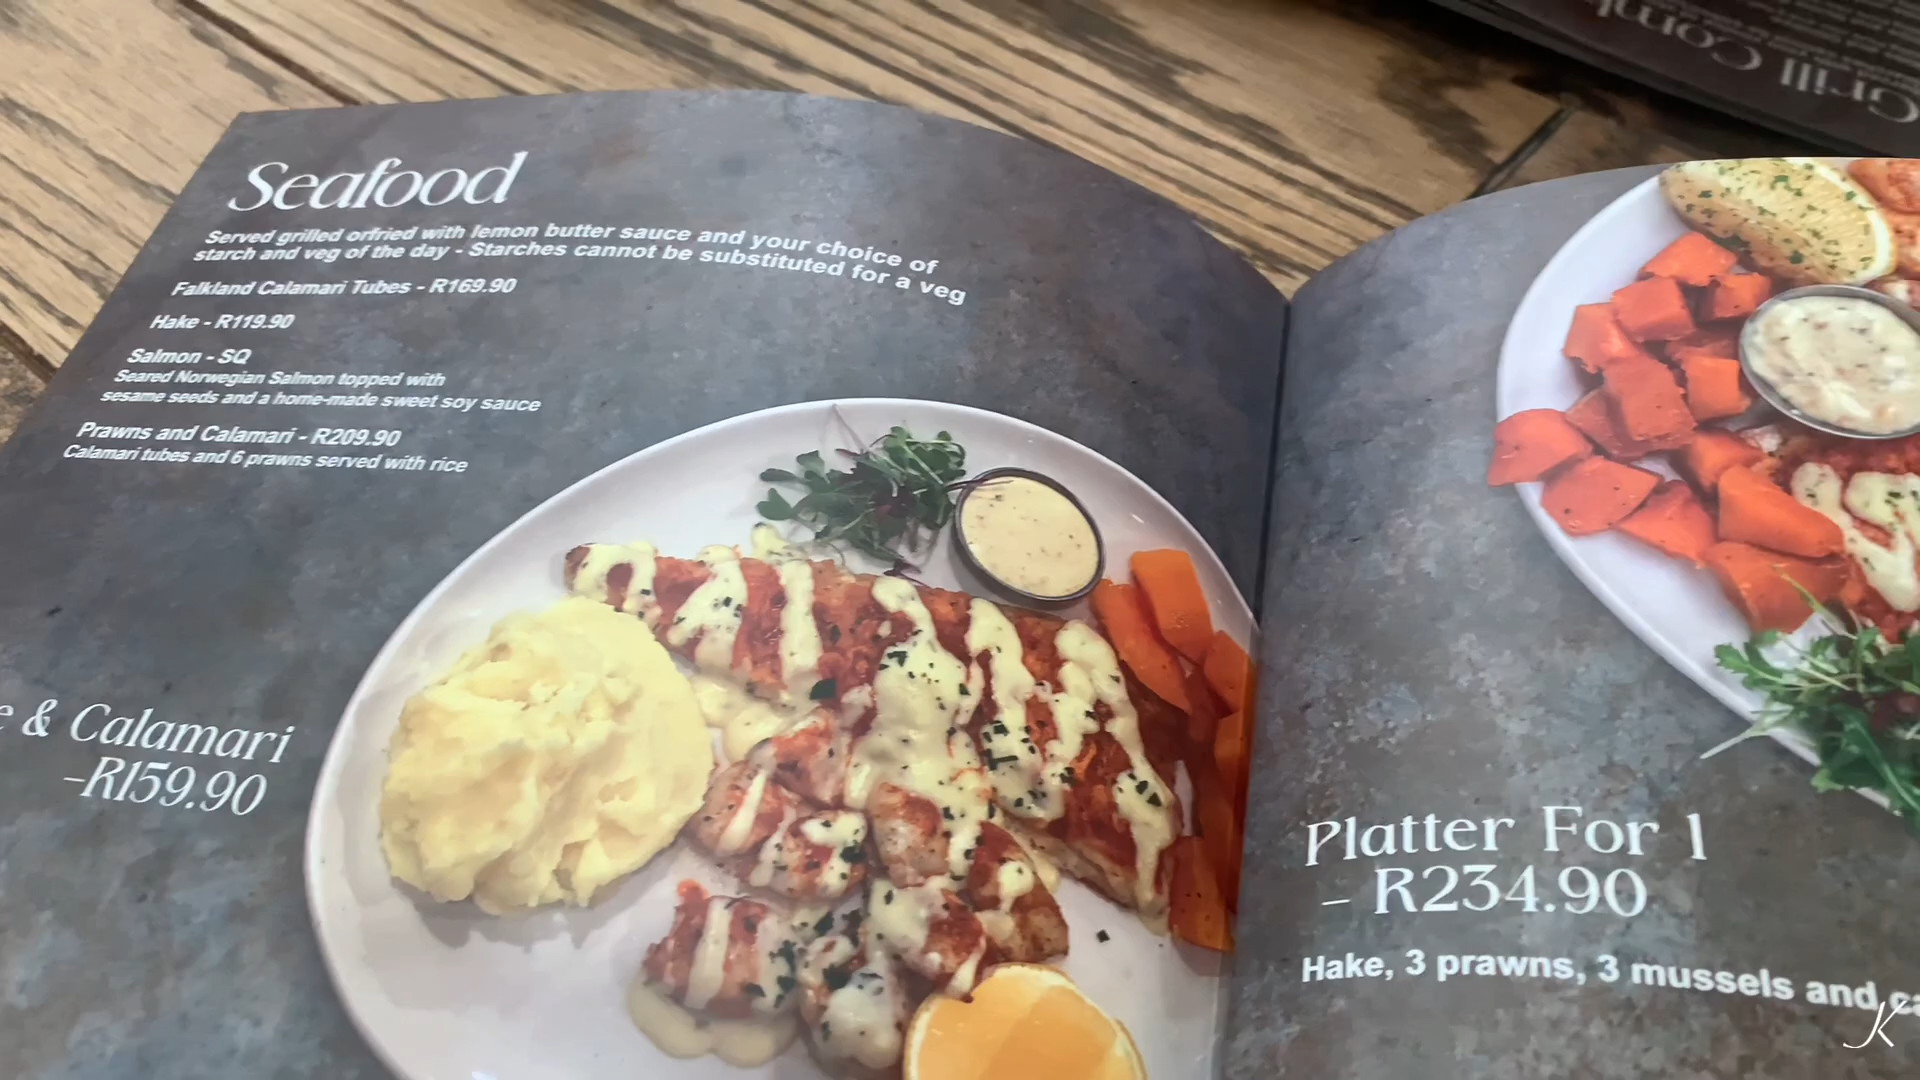 Seafood
Served grilled orfried with lemon butter sauce and your choice of
starch and veg of the day - Starches cannot be substituted for a veg
Falkland Calamari Tubes - R169.90
Hake - R119.90
Salmon - SQ
Seared Norwegian Salmon topped with
sesame seeds and a home-made sweet soy sauce
Prawns and Calamari - R209.90
Calamari tubes and 6 prawns served with rice
& Calamari
-R159.90
Platter For 1
- R234.90
Hake, 3 prawns, 3 mussels and
Grill
K